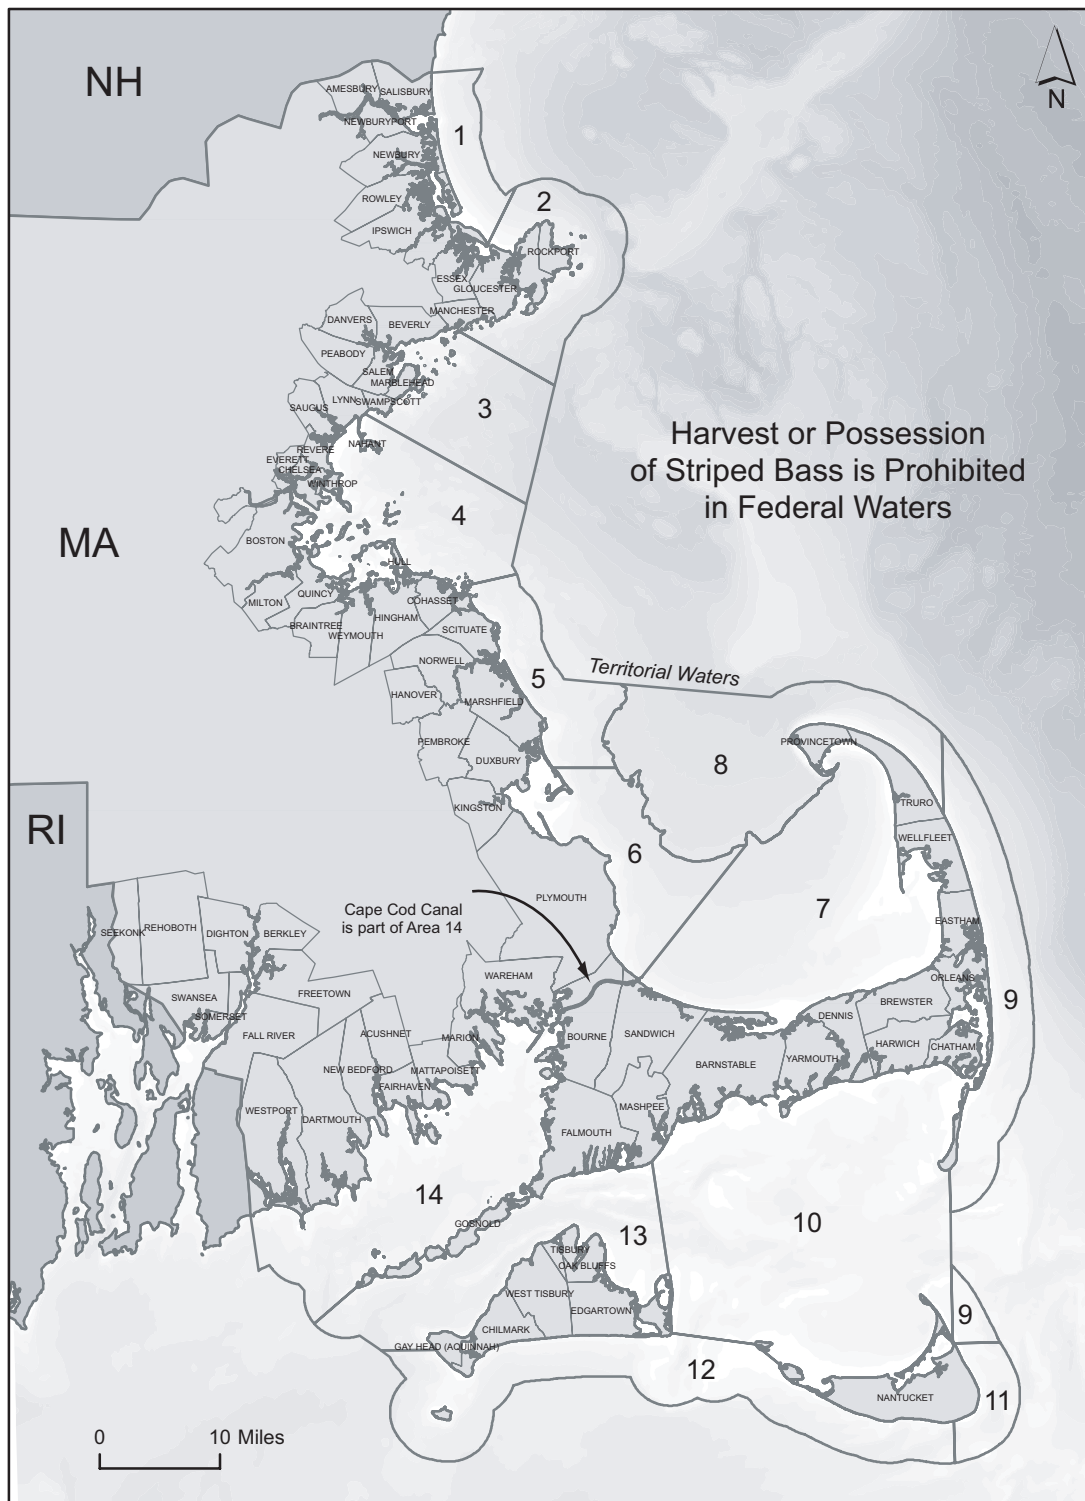 NH
N
AMESBURY
SALISBURY
NEWBURYPORT
1
NEWBURY
ROWLEY
2
IPSWICH
ROCKPORT
ESSEX
GLOUCESTER
MANCHESTER
DANVERS
BEVERLY
PEABODY
SALEM
MARBLEHEAD
LYNN
SWAMPSCOTT
SAUGUS
3
NAHANT
REVERE
EVERETT
CHELSEA
WINTHROP
Harvest or Possession
of Striped Bass is Prohibited
in Federal Waters
MA
4
BOSTON
HULL
QUINCY
MILTON
COHASSET
HINGHAM
BRAINTREE
WEYMOUTH
SCITUATE
NORWELL
HANOVER
MARSHFIELD
5
Territorial Waters
PEMBROKE
DUXBURY
PROVINCETOWN
8
KINGSTON
TRURO
WELLFLEET
RI
6
PLYMOUTH
7
Cape Cod Canal
is part of Area 14
EASTHAM
SEEKONK
REHOBOTH
DIGHTON
BERKLEY
WAREHAM
ORLEANS
SWANSEA
FREETOWN
SOMERSET
BREWSTER
9
DENNIS
FALL RIVER
ACUSHNET
MARION
BOURNE
SANDWICH
HARWICH
CHATHAM
YARMOUTH
BARNSTABLE
NEW BEDFORD
MATTAPOISETT
FAIRHAVEN
WESTPORT
DARTMOUTH
MASHPEE
FALMOUTH
14
GOSNOLD
13
10
TISBURY
OAK BLUFFS
WEST TISBURY
EDGARTOWN
CHILMARK
9
GAY HEAD (AQUINNAH)
12
NANTUCKET
11
0 10 Miles